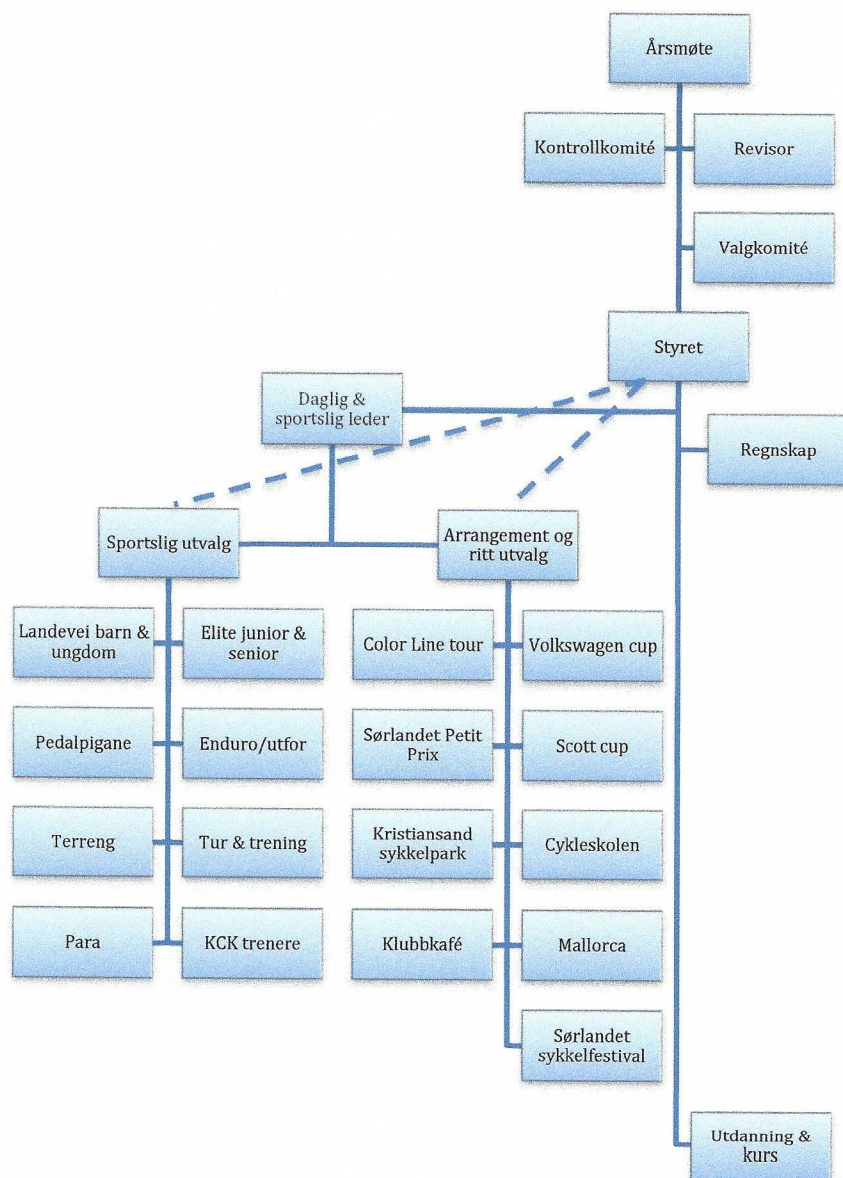 Årsmøte
Kontrollkomité
Revisor
Valgkomité
Styret
Daglig &
sportslig leder
Regnskap
Sportslig utvalg
Arrangement og
ritt utvalg
Landevei barn &
ungdom
Elite junior &
senior
Color Line tour
Volkswagen cup
Pedalpigane
Enduro/utfor
Sørlandet Petit
Prix
Scott cup
Terreng
Tur & trening
Kristiansand
sykkelpark
Cykleskolen
Para
KCK trenere
Klubbkafé
Mallorca
Sørlandet
sykkelfestival
Utdanning &
kurs